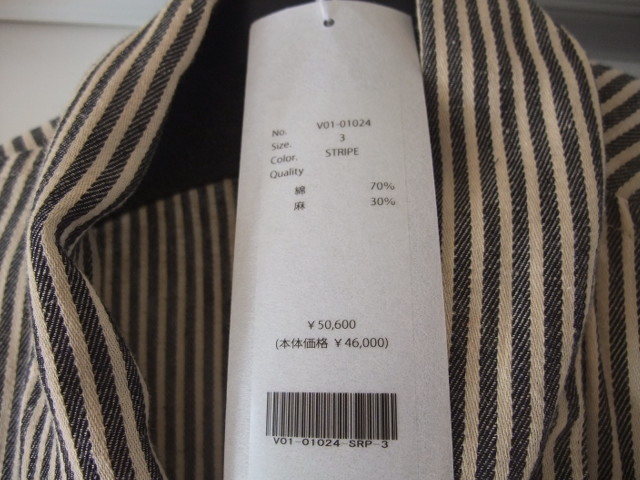 No. V01-01024
Size. 3
Color. STRIPE
Quality
綿 70%
麻 30%
￥50,600
(本体価格 ￥46,000)
V01-01024-SRP-3